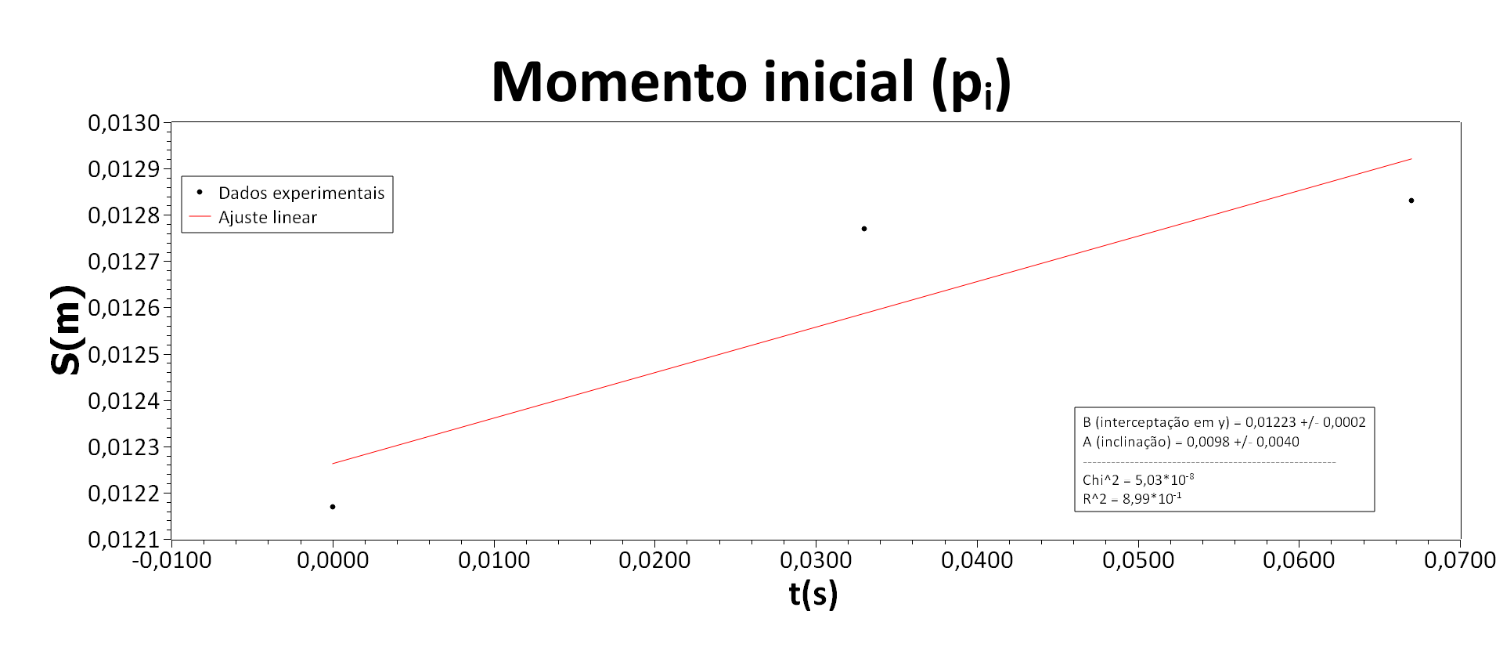 Momento inicial (pᵢ)
0,0130
0,0129
0,0128
0,0127
0,0126
0,0125
0,0124
0,0123
0,0122
0,0121
S(m)
Dados experimentais
Ajuste linear
B (interceptação em y) = 0,01223 +/- 0,0002
A (inclinação) = 0,0098 +/- 0,0040
------------------------------------------------------
Chi^2 = 5,03*10⁻⁸
R^2 = 8,99*10⁻¹
-0,0100 0,0000 0,0100 0,0200 0,0300 0,0400 0,0500 0,0600 0,0700
t(s)